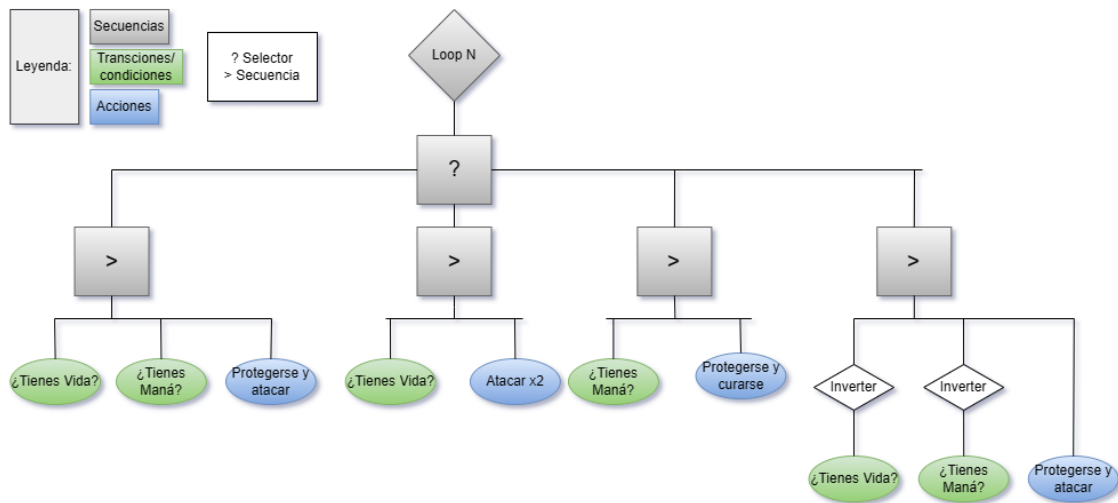 Leyenda:
Secuencias
Transciones/
condiciones
Acciones
? Selector
> Secuencia
Loop N
?
>
>
>
>
¿Tienes Vida?
¿Tienes
Maná?
Protegerse y
atacar
¿Tienes Vida?
Atacar x2
¿Tienes
Maná?
Protegerse y
curarse
Inverter
Inverter
¿Tienes Vida?
¿Tienes
Maná?
Protegerse y
atacar